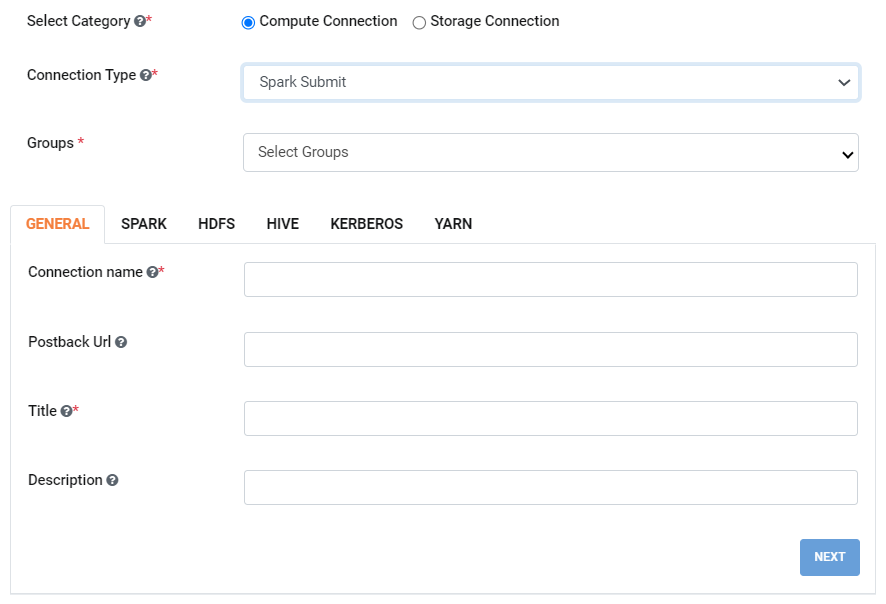 Select Category ?* Compute Connection Storage Connection
Connection Type ?* Spark Submit
Groups * Select Groups
GENERAL SPARK HDFS HIVE KERBEROS YARN
Connection name ?*
Postback Url ?
Title ?*
Description ?
NEXT